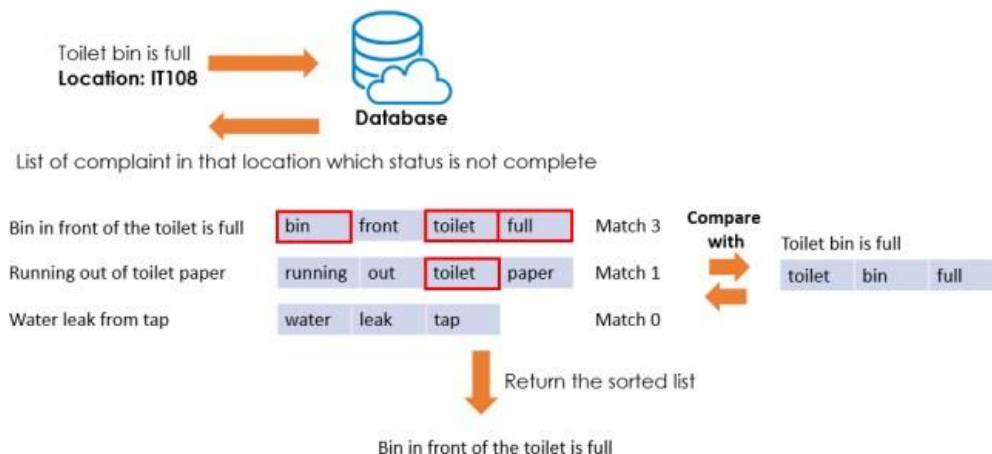 Toilet bin is full
Location: IT108
Database
List of complaint in that location which status is not complete
Bin in front of the toilet is full
bin front toilet full
Match 3
Compare with
Toilet bin is full
Running out of toilet paper
running out toilet paper
Match 1
toilet bin full
Water leak from tap
water leak tap
Match 0
Return the sorted list
Bin in front of the toilet is full